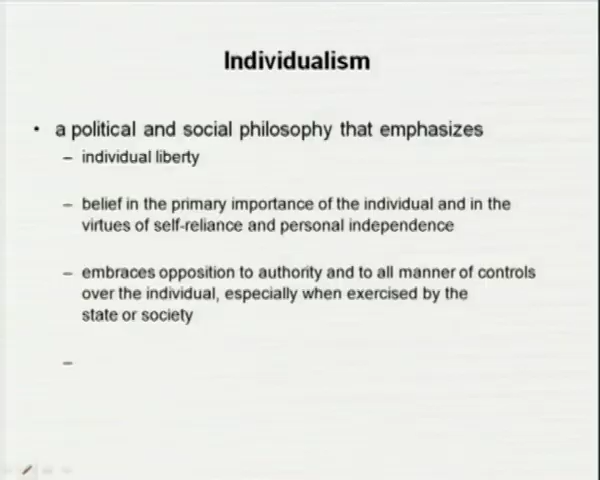 Individualism
• a political and social philosophy that emphasizes
– individual liberty
– belief in the primary importance of the individual and in the
virtues of self-reliance and personal independence
– embraces opposition to authority and to all manner of controls
over the individual, especially when exercised by the
state or society
–